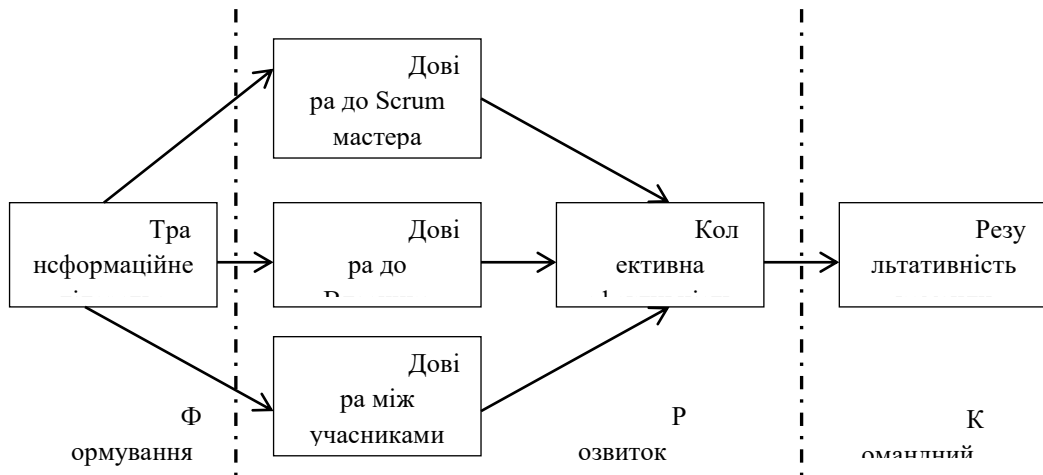 Дові
ра до Scrum
мастера
Тра
нсформаційне
Дові
ра до
Кол
ективна
Резу
льтативність
Дові
ра між
учасниками
Ф
ормування
Р
озвиток
К
омандний